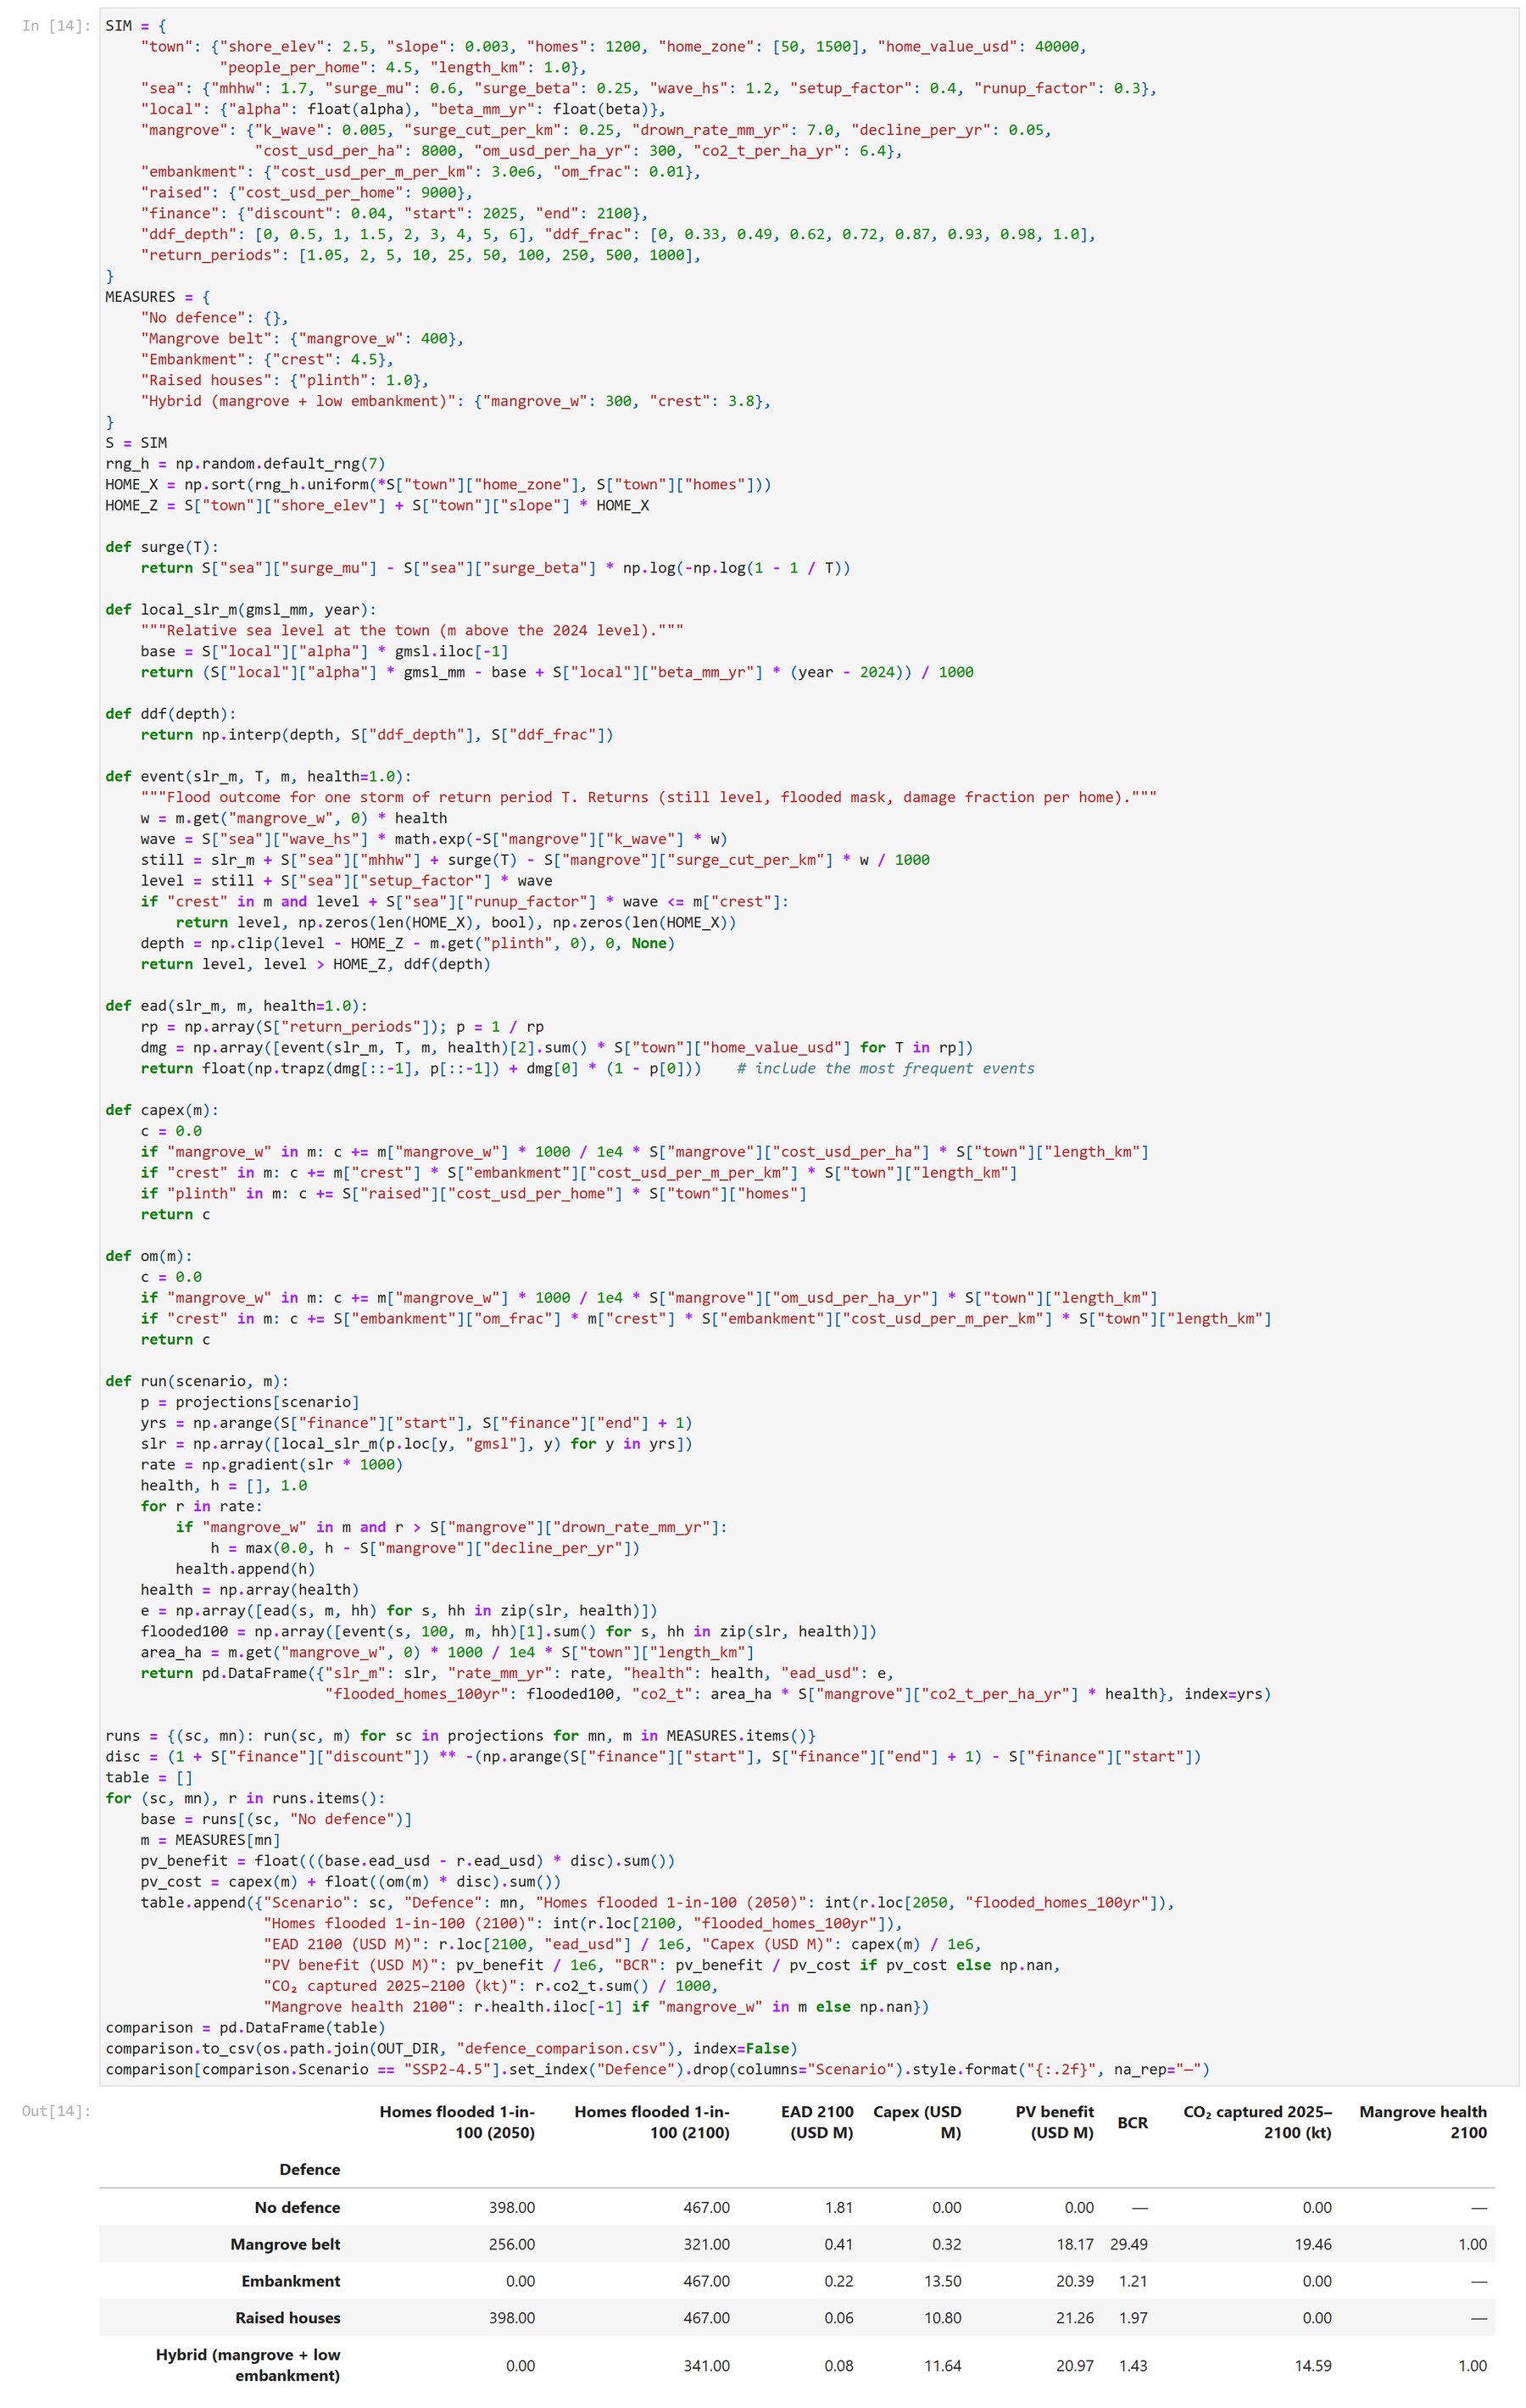 In [14]:
SIM = {
    "town": {"shore_elev": 2.5, "slope": 0.003, "homes": 1200, "home_zone": [50, 1500], "home_value_usd": 40000,
             "people_per_home": 4.5, "length_km": 1.0},
    "sea": {"mhhw": 1.7, "surge_mu": 0.6, "surge_beta": 0.25, "wave_hs": 1.2, "setup_factor": 0.4, "runup_factor": 0.3},
    "local": {"alpha": float(alpha), "beta_mm_yr": float(beta)},
    "mangrove": {"k_wave": 0.005, "surge_cut_per_km": 0.25, "drown_rate_mm_yr": 7.0, "decline_per_yr": 0.05,
                 "cost_usd_per_ha": 8000, "om_usd_per_ha_yr": 300, "co2_t_per_ha_yr": 6.4},
    "embankment": {"cost_usd_per_m_per_km": 3.0e6, "om_frac": 0.01},
    "raised": {"cost_usd_per_home": 9000},
    "finance": {"discount": 0.04, "start": 2025, "end": 2100},
    "ddf_depth": [0, 0.5, 1, 1.5, 2, 3, 4, 5, 6], "ddf_frac": [0, 0.33, 0.49, 0.62, 0.72, 0.87, 0.93, 0.98, 1.0],
    "return_periods": [1.05, 2, 5, 10, 25, 50, 100, 250, 500, 1000],
}
MEASURES = {
    "No defence": {},
    "Mangrove belt": {"mangrove_w": 400},
    "Embankment": {"crest": 4.5},
    "Raised houses": {"plinth": 1.0},
    "Hybrid (mangrove + low embankment)": {"mangrove_w": 300, "crest": 3.8},
}
S = SIM
rng_h = np.random.default_rng(7)
HOME_X = np.sort(rng_h.uniform(*S["town"]["home_zone"], S["town"]["homes"]))
HOME_Z = S["town"]["shore_elev"] + S["town"]["slope"] * HOME_X

def surge(T):
    return S["sea"]["surge_mu"] - S["sea"]["surge_beta"] * np.log(-np.log(1 - 1 / T))

def local_slr_m(gmsl_mm, year):
    """Relative sea level at the town (m above the 2024 level)."""
    base = S["local"]["alpha"] * gmsl.iloc[-1]
    return (S["local"]["alpha"] * gmsl_mm - base + S["local"]["beta_mm_yr"] * (year - 2024)) / 1000

def ddf(depth):
    return np.interp(depth, S["ddf_depth"], S["ddf_frac"])

def event(slr_m, T, m, health=1.0):
    """Flood outcome for one storm of return period T. Returns (still level, flooded mask, damage fraction per home)."""
    w = m.get("mangrove_w", 0) * health
    wave = S["sea"]["wave_hs"] * math.exp(-S["mangrove"]["k_wave"] * w)
    still = slr_m + S["sea"]["mhhw"] + surge(T) - S["mangrove"]["surge_cut_per_km"] * w / 1000
    level = still + S["sea"]["setup_factor"] * wave
    if "crest" in m and level + S["sea"]["runup_factor"] * wave <= m["crest"]:
        return level, np.zeros(len(HOME_X), bool), np.zeros(len(HOME_X))
    depth = np.clip(level - HOME_Z - m.get("plinth", 0), 0, None)
    return level, level > HOME_Z, ddf(depth)

def ead(slr_m, m, health=1.0):
    rp = np.array(S["return_periods"]); p = 1 / rp
    dmg = np.array([event(slr_m, T, m, health)[2].sum() * S["town"]["home_value_usd"] for T in rp])
    return float(np.trapz(dmg[::-1], p[::-1]) + dmg[0] * (1 - p[0]))    # include the most frequent events

def capex(m):
    c = 0.0
    if "mangrove_w" in m: c += m["mangrove_w"] * 1000 / 1e4 * S["mangrove"]["cost_usd_per_ha"] * S["town"]["length_km"]
    if "crest" in m: c += m["crest"] * S["embankment"]["cost_usd_per_m_per_km"] * S["town"]["length_km"]
    if "plinth" in m: c += S["raised"]["cost_usd_per_home"] * S["town"]["homes"]
    return c

def om(m):
    c = 0.0
    if "mangrove_w" in m: c += m["mangrove_w"] * 1000 / 1e4 * S["mangrove"]["om_usd_per_ha_yr"] * S["town"]["length_km"]
    if "crest" in m: c += S["embankment"]["om_frac"] * m["crest"] * S["embankment"]["cost_usd_per_m_per_km"] * S["town"]["length_km"]
    return c

def run(scenario, m):
    p = projections[scenario]
    yrs = np.arange(S["finance"]["start"], S["finance"]["end"] + 1)
    slr = np.array([local_slr_m(p.loc[y, "gmsl"], y) for y in yrs])
    rate = np.gradient(slr * 1000)
    health, h = [], 1.0
    for r in rate:
        if "mangrove_w" in m and r > S["mangrove"]["drown_rate_mm_yr"]:
            h = max(0.0, h - S["mangrove"]["decline_per_yr"])
        health.append(h)
    health = np.array(health)
    e = np.array([ead(s, m, hh) for s, hh in zip(slr, health)])
    flooded100 = np.array([event(s, 100, m, hh)[1].sum() for s, hh in zip(slr, health)])
    area_ha = m.get("mangrove_w", 0) * 1000 / 1e4 * S["town"]["length_km"]
    return pd.DataFrame({"slr_m": slr, "rate_mm_yr": rate, "health": health, "ead_usd": e,
                         "flooded_homes_100yr": flooded100, "co2_t": area_ha * S["mangrove"]["co2_t_per_ha_yr"] * health}, index=yrs)

runs = {(sc, mn): run(sc, m) for sc in projections for mn, m in MEASURES.items()}
disc = (1 + S["finance"]["discount"]) ** -(np.arange(S["finance"]["start"], S["finance"]["end"] + 1) - S["finance"]["start"])
table = []
for (sc, mn), r in runs.items():
    base = runs[(sc, "No defence")]
    m = MEASURES[mn]
    pv_benefit = float(((base.ead_usd - r.ead_usd) * disc).sum())
    pv_cost = capex(m) + float((om(m) * disc).sum())
    table.append({"Scenario": sc, "Defence": mn, "Homes flooded 1-in-100 (2050)": int(r.loc[2050, "flooded_homes_100yr"]),
                  "Homes flooded 1-in-100 (2100)": int(r.loc[2100, "flooded_homes_100yr"]),
                  "EAD 2100 (USD M)": r.loc[2100, "ead_usd"] / 1e6, "Capex (USD M)": capex(m) / 1e6,
                  "PV benefit (USD M)": pv_benefit / 1e6, "BCR": pv_benefit / pv_cost if pv_cost else np.nan,
                  "CO₂ captured 2025–2100 (kt)": r.co2_t.sum() / 1000,
                  "Mangrove health 2100": r.health.iloc[-1] if "mangrove_w" in m else np.nan})
comparison = pd.DataFrame(table)
comparison.to_csv(os.path.join(OUT_DIR, "defence_comparison.csv"), index=False)
comparison[comparison.Scenario == "SSP2-4.5"].set_index("Defence").drop(columns="Scenario").style.format("{:.2f}", na_rep="—")
Out[14]:
Homes flooded 1-in- Homes flooded 1-in- EAD 2100 Capex (USD PV benefit BCR CO₂ captured 2025– Mangrove health
100 (2050) 100 (2100) (USD M) M) (USD M) 2100 (kt) 2100
Defence
No defence 398.00 467.00 1.81 0.00 0.00 — 0.00 —
Mangrove belt 256.00 321.00 0.41 0.32 18.17 29.49 19.46 1.00
Embankment 0.00 467.00 0.22 13.50 20.39 1.21 0.00 —
Raised houses 398.00 467.00 0.06 10.80 21.26 1.97 0.00 —
Hybrid (mangrove + low
embankment) 0.00 341.00 0.08 11.64 20.97 1.43 14.59 1.00